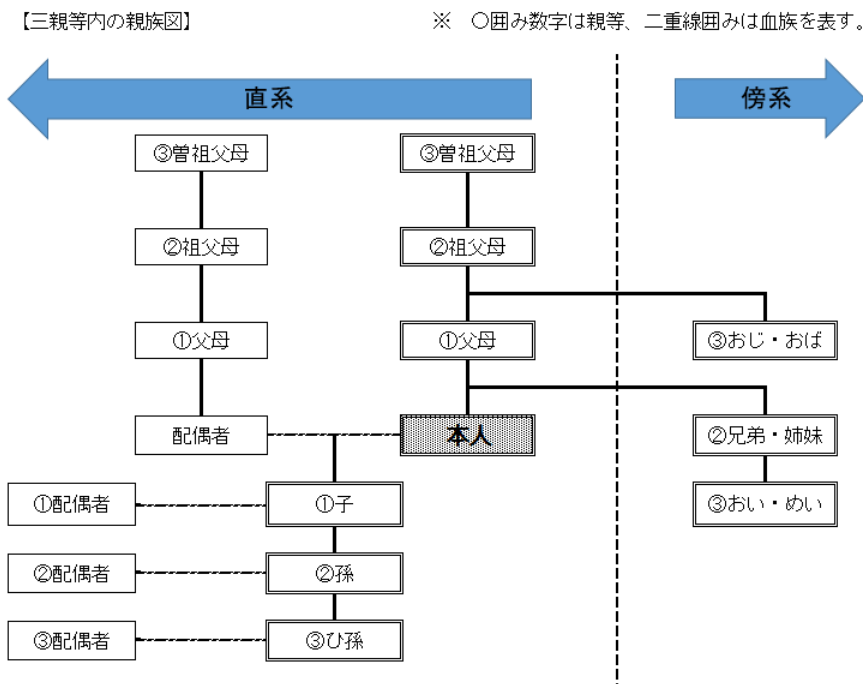 【三親等内の親族図】
※ ○囲み数字は親等、二重線囲みは血族を表す。
直系
傍系
③曽祖父母
③曽祖父母
②祖父母
②祖父母
①父母
①父母
③おじ・おば
配偶者
本人
②兄弟・姉妹
①配偶者
①子
③おい・めい
②配偶者
②孫
③配偶者
③ひ孫